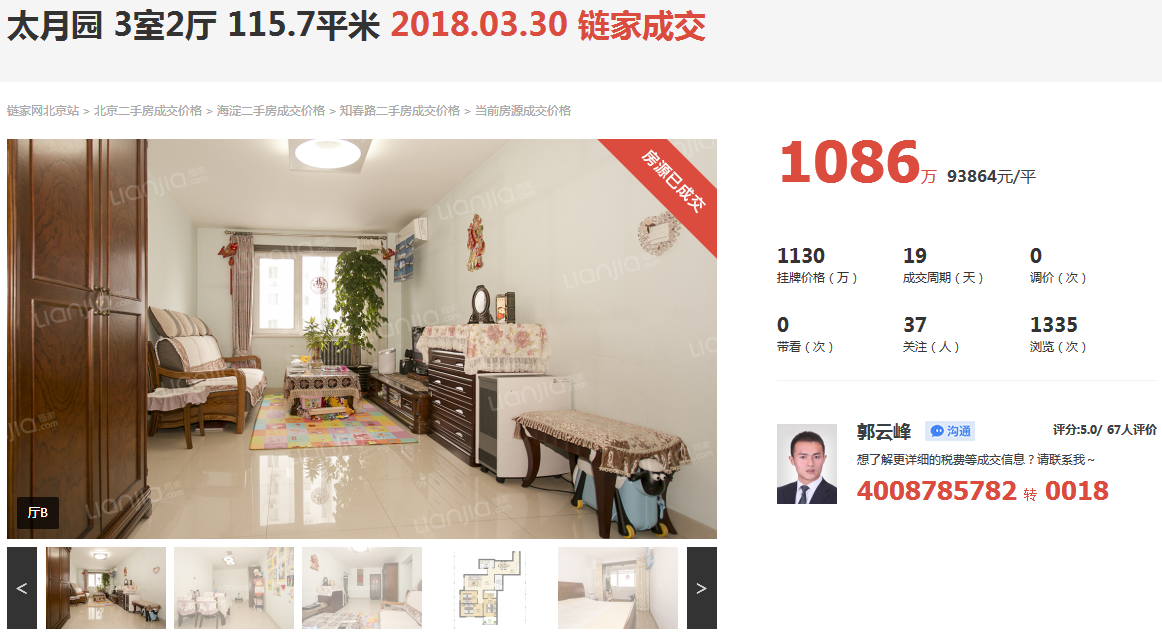 太月园 3室2厅 115.7平米 2018.03.30 链家成交
链家网北京站 > 北京二手房成交价格 > 海淀二手房成交价格 > 知春路二手房成交价格 > 当前房源成交价格
房源已成交
lianjia
厅B
<
>
1086万 93864元/平
1130 19 0
挂牌价格（万） 成交周期（天） 调价（次）
0 37 1335
带看（次） 关注（人） 浏览（次）
郭云峰 沟通 评分:5.0/ 67人评价
想了解更详细的税费等成交信息？请联系我～
4008785782 转 0018